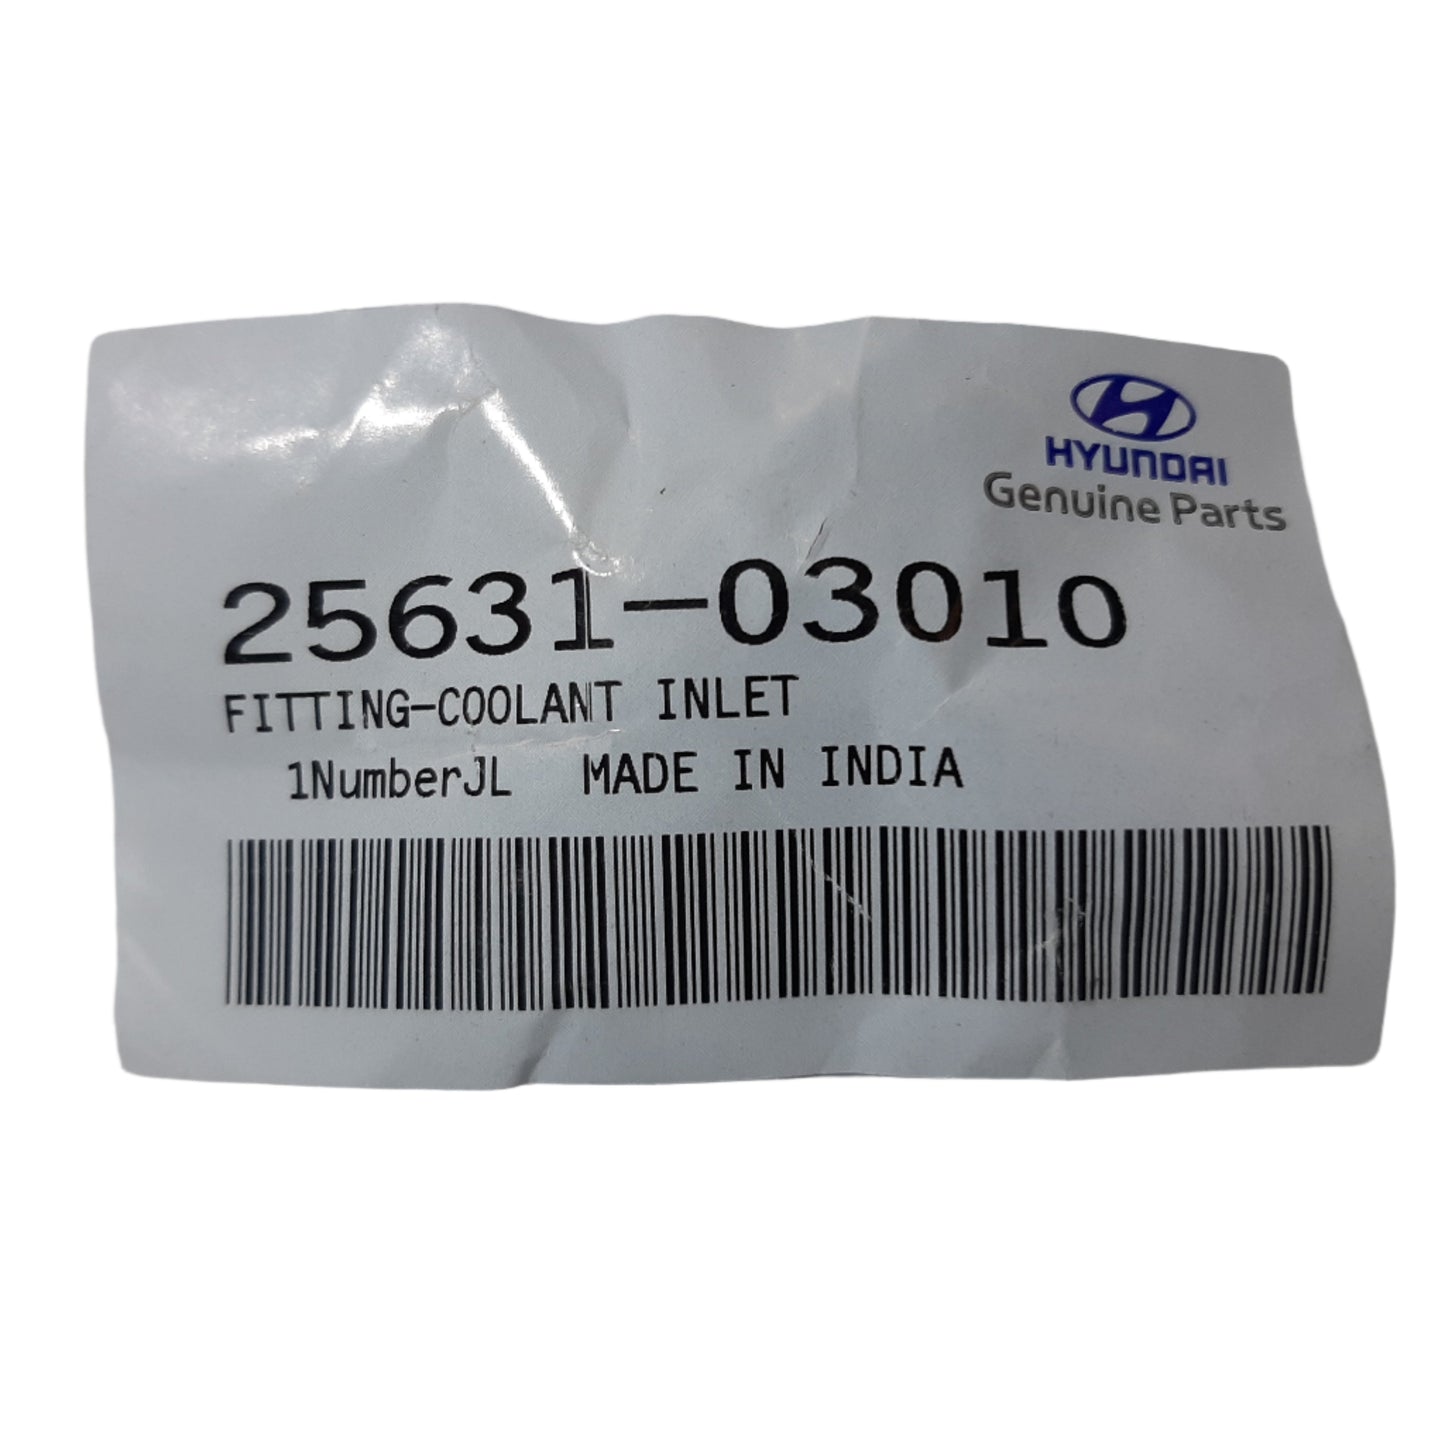 HYUNDAI
Genuine Parts
25631-03010
FITTING-COOLANT INLET
1NumberJL MADE IN INDIA